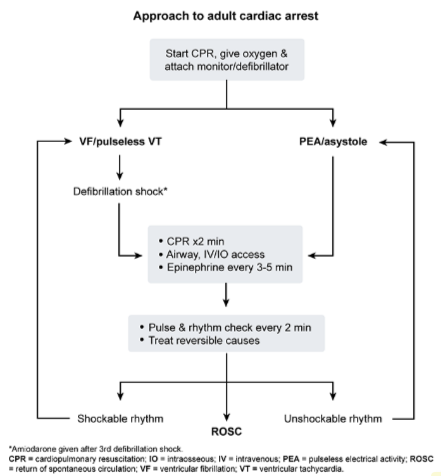 Approach to adult cardiac arrest
Start CPR, give oxygen &
attach monitor/defibrillator
VF/pulseless VT
PEA/asystole
Defibrillation shock*
• CPR x2 min
• Airway, IV/IO access
• Epinephrine every 3-5 min
• Pulse & rhythm check every 2 min
• Treat reversible causes
Shockable rhythm
ROSC
Unshockable rhythm
*Amiodarone given after 3rd defibrillation shock.
CPR = cardiopulmonary resuscitation; IO = intraosseous; IV = intravenous; PEA = pulseless electrical activity; ROSC
= return of spontaneous circulation; VF = ventricular fibrillation; VT = ventricular tachycardia.